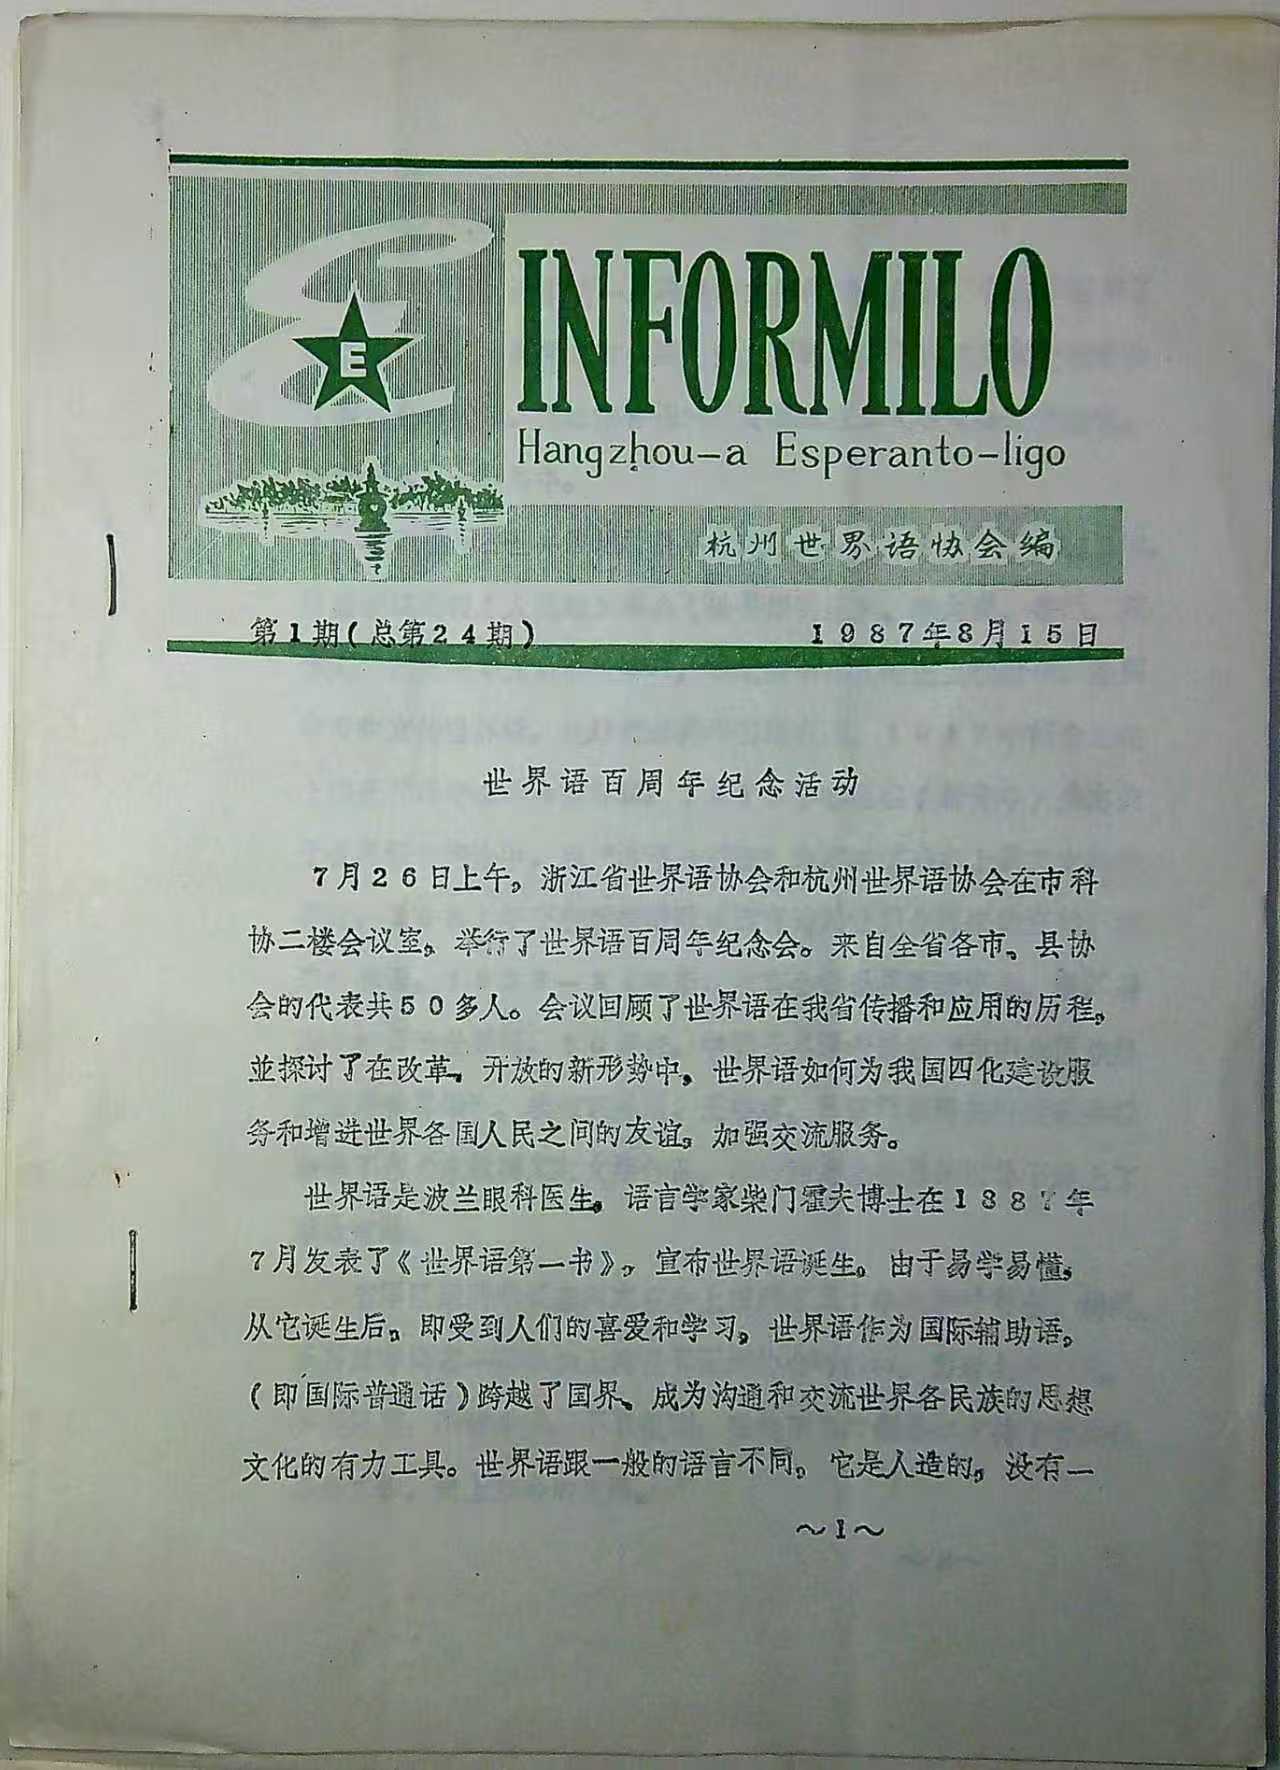 E
INFORMILO
Hangzhou-a Esperanto-ligo
杭州世界语协会编
第1期(总第24期)
1987年8月15日
世界语百周年纪念活动
7月26日上午，浙江省世界语协会和杭州世界语协会在市科
协二楼会议室，举行了世界语百周年纪念会。来自全省各市、县协
会的代表共50多人。会议回顾了世界语在我省传播和应用的历程，
並探讨了在改革、开放的新形势中，世界语如何为我国四化建设服
务和增进世界各国人民之间的友谊，加强交流服务。
世界语是波兰眼科医生，语言学家柴门霍夫博士在1887年
7月发表了《世界语第一书》，宣布世界语诞生。由于易学易懂，
从它诞生后，即受到人们的喜爱和学习，世界语作为国际辅助语，
(即国际普通话)跨越了国界、成为沟通和交流世界各民族的思想
文化的有力工具。世界语跟一般的语言不同，它是人造的，没有一
～1～